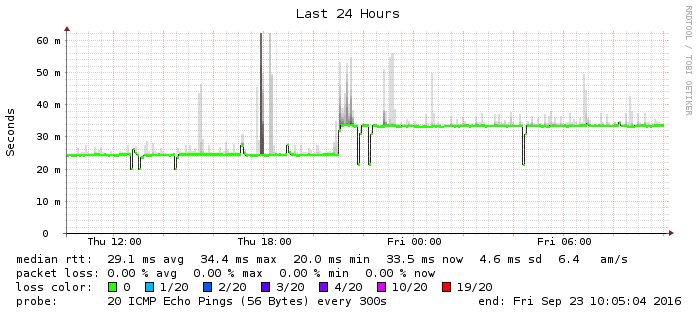 Last 24 Hours
RRDTOOL / TOBI OETIKER
Seconds
60 m
50 m
40 m
30 m
20 m
10 m
0
Thu 12:00 Thu 18:00 Fri 00:00 Fri 06:00
median rtt: 29.1 ms avg 34.4 ms max 20.0 ms min 33.5 ms now 4.6 ms sd 6.4 am/s
packet loss: 0.00 % avg 0.00 % max 0.00 % min 0.00 % now
loss color: 0 1/20 2/20 3/20 4/20 10/20 19/20
probe: 20 ICMP Echo Pings (56 Bytes) every 300s end: Fri Sep 23 10:05:04 2016